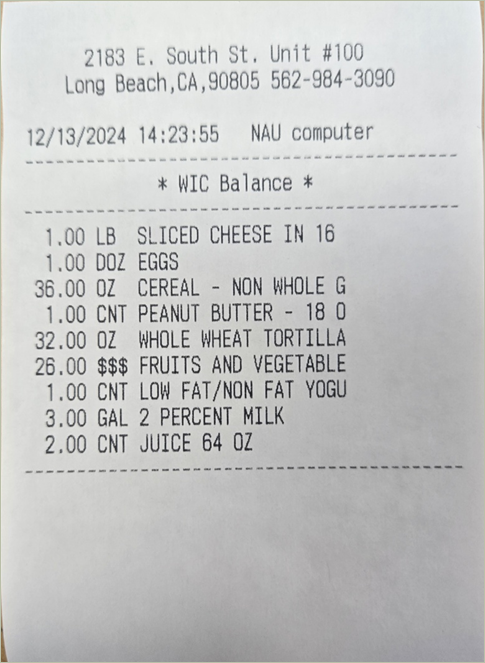 2183 E. South St. Unit #100
Long Beach,CA,90805 562-984-3090
12/13/2024 14:23:55 NAU computer
* WIC Balance *
1.00 LB SLICED CHEESE IN 16
1.00 DOZ EGGS
36.00 OZ CEREAL - NON WHOLE G
1.00 CNT PEANUT BUTTER - 18 O
32.00 OZ WHOLE WHEAT TORTILLA
26.00 $$$ FRUITS AND VEGETABLE
1.00 CNT LOW FAT/NON FAT YOGU
3.00 GAL 2 PERCENT MILK
2.00 CNT JUICE 64 OZ